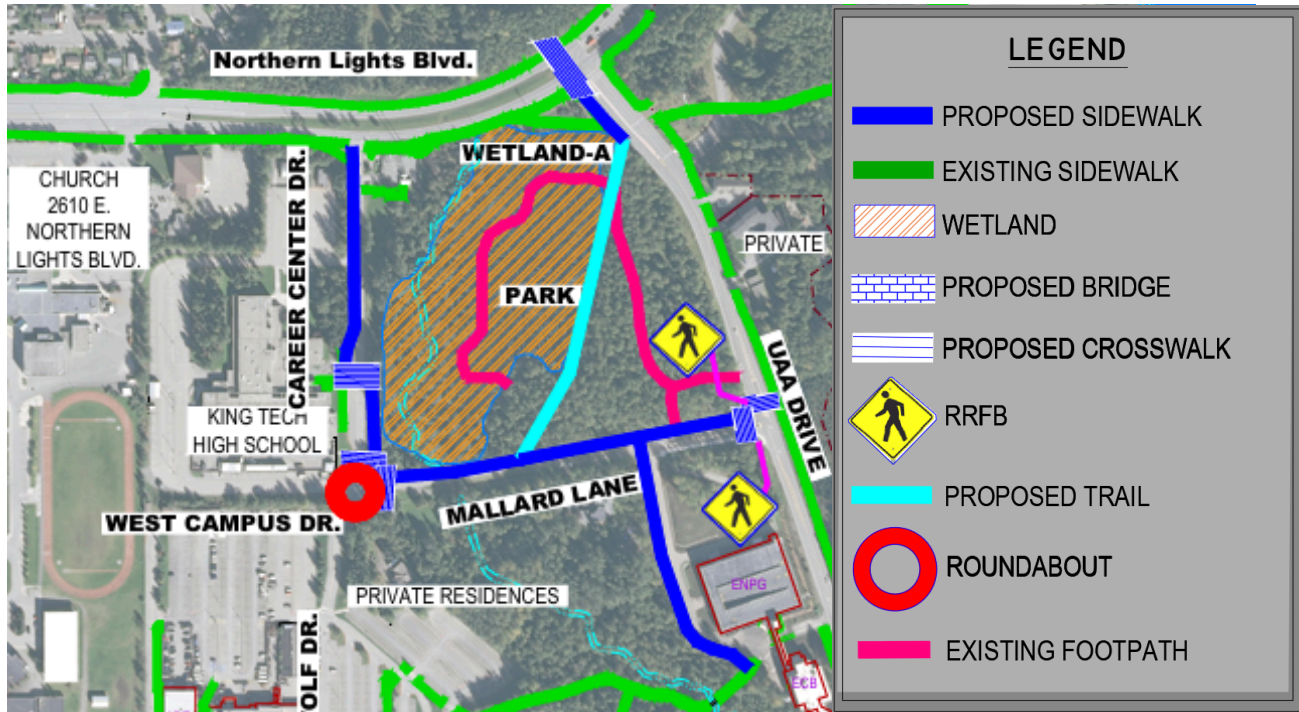 Northern Lights Blvd.
WETLAND-A
CHURCH
2610 E.
NORTHERN
LIGHTS BLVD.
CAREER CENTER DR.
PRIVATE
PARK
UAA DRIVE
KING TECH
HIGH SCHOOL
MALLARD LANE
WEST CAMPUS DR.
ENPG
PRIVATE RESIDENCES
OLF DR.
ECB
LEGEND
PROPOSED SIDEWALK
EXISTING SIDEWALK
WETLAND
PROPOSED BRIDGE
PROPOSED CROSSWALK
RRFB
PROPOSED TRAIL
ROUNDABOUT
EXISTING FOOTPATH